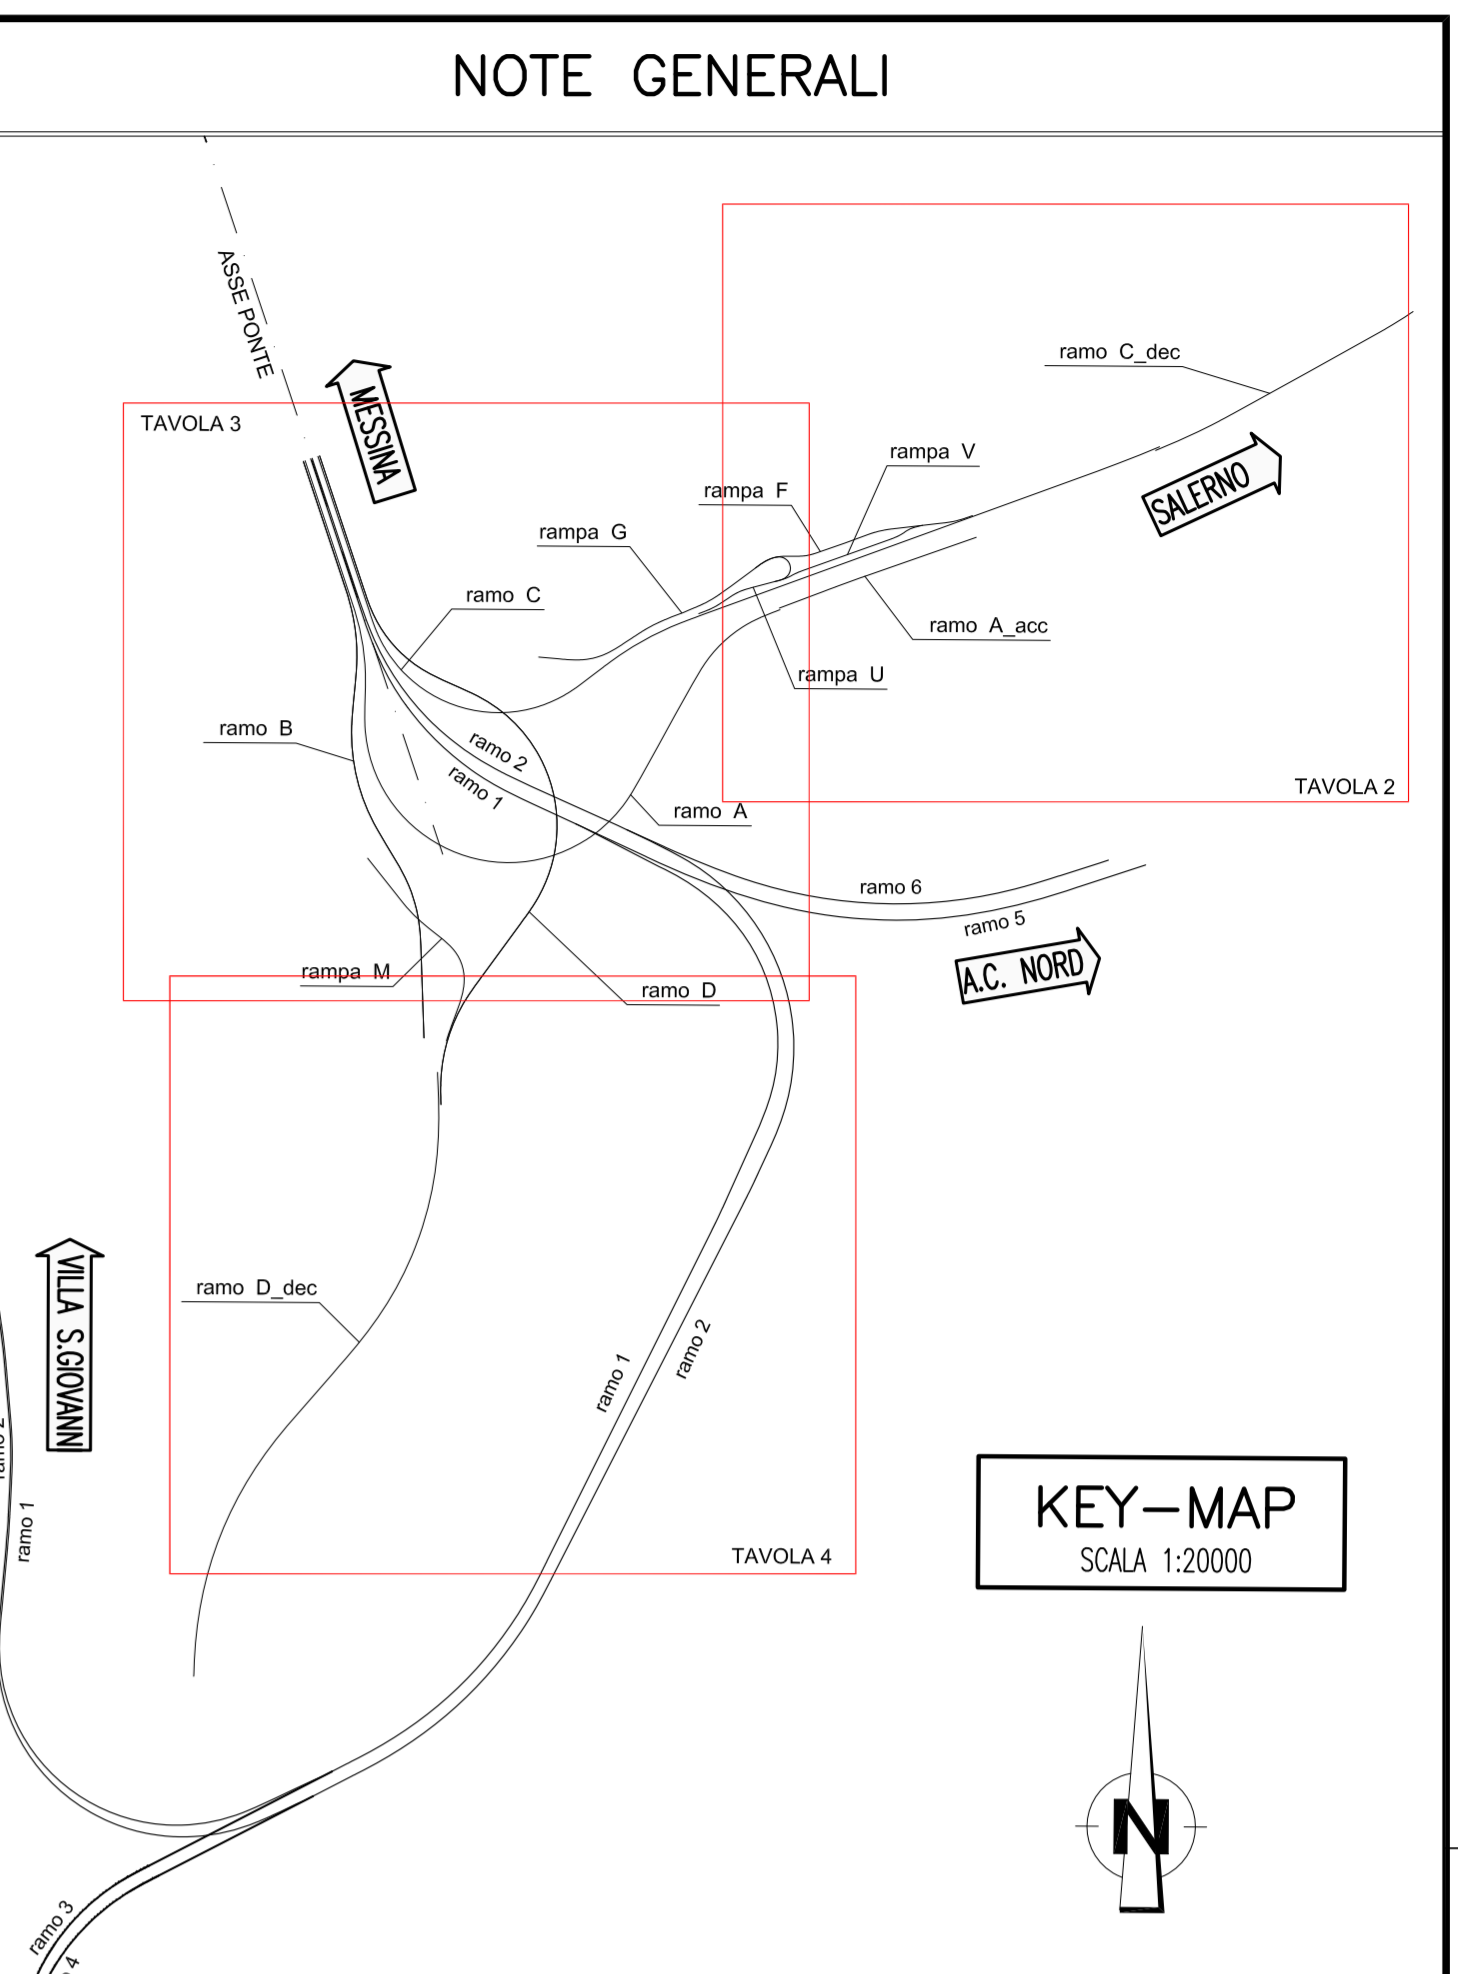 NOTE GENERALI
ASSE PONTE
MESSINA
TAVOLA 3
ramo C_dec
rampa V
SALERNO
rampa F
rampa G
ramo C
ramo A_acc
rampa U
ramo B
ramo 2
ramo 1
TAVOLA 2
ramo A
ramo 6
ramo 5
A.C. NORD
rampa M
ramo D
VILLA S.GIOVANN
ramo D_dec
ramo 1
ramo 2
ramo 1
KEY-MAP
SCALA 1:20000
TAVOLA 4
N
ramo 3
4